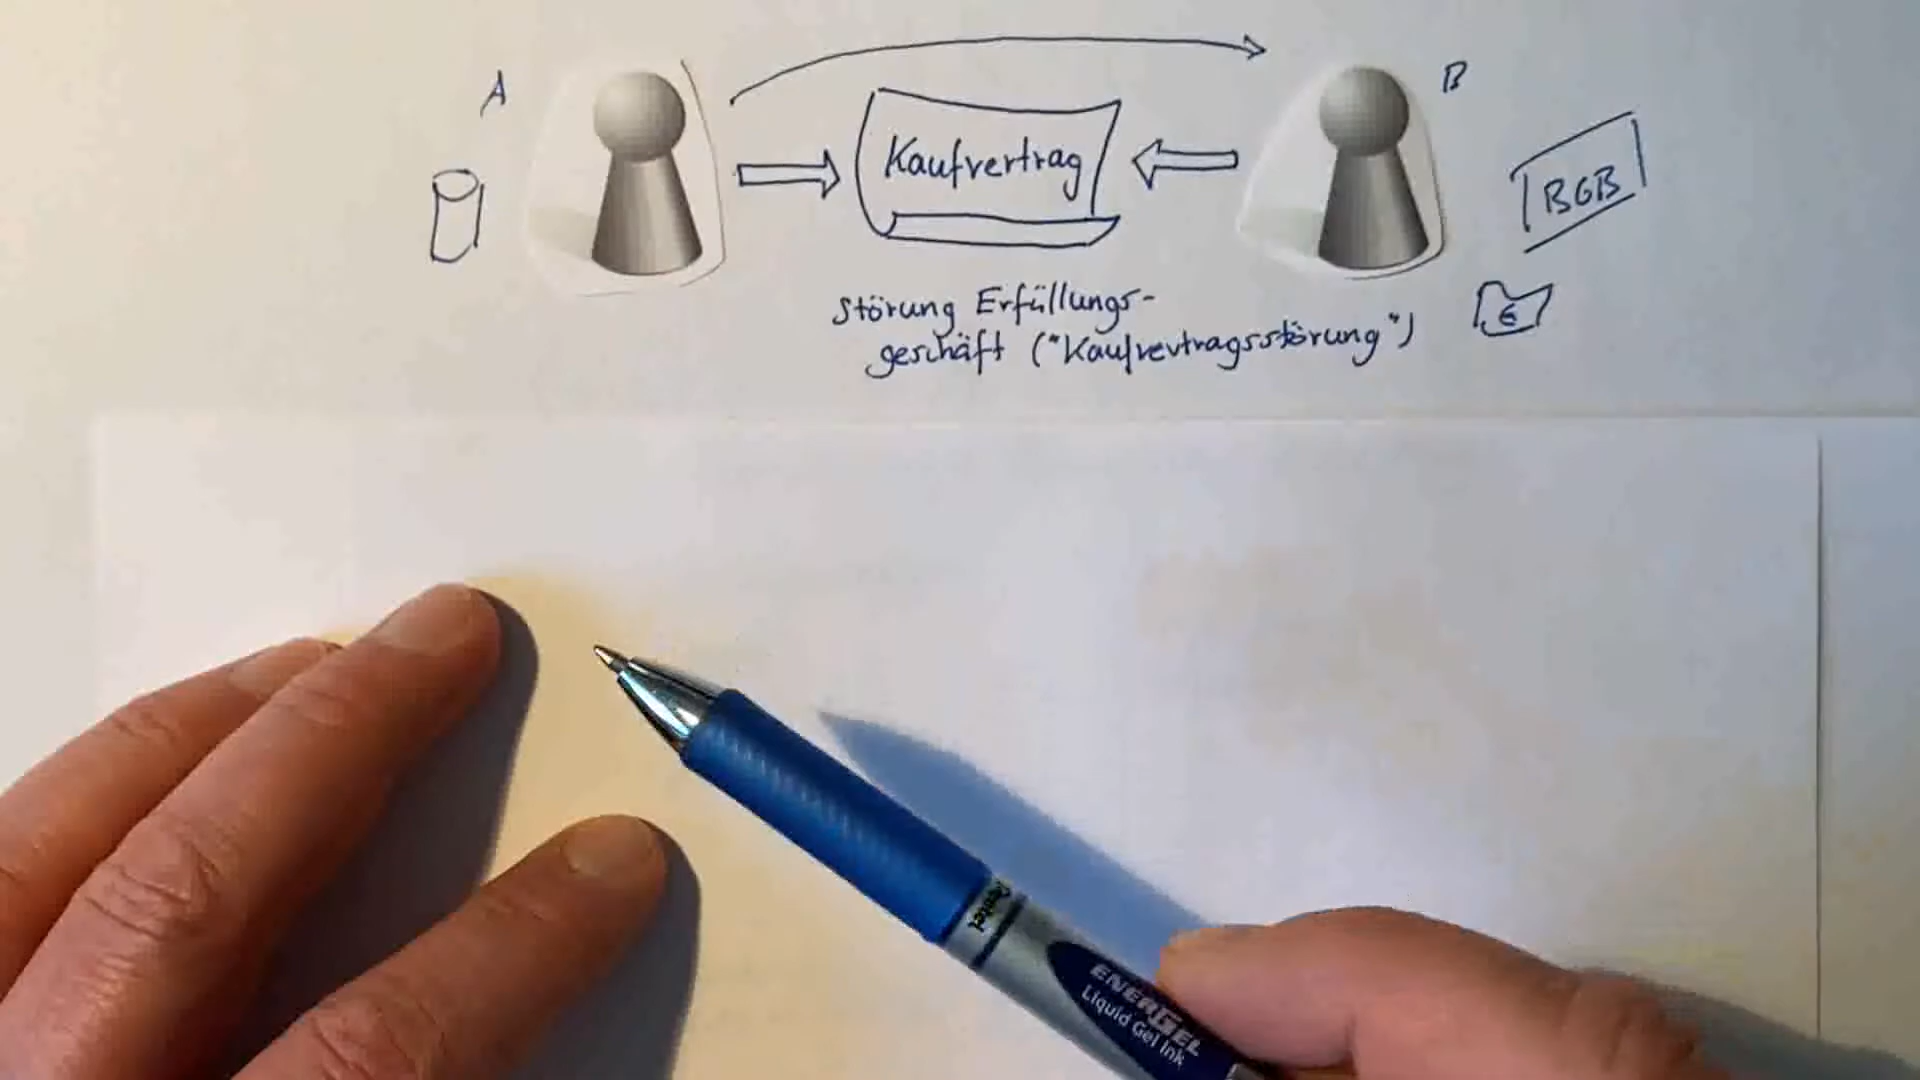 A
B
Kaufvertrag
BGB
Störung Erfüllungs-
geschäft ("Kaufvertragsstörung")
€
Pentel
ENERGEL
Liquid Gel Ink